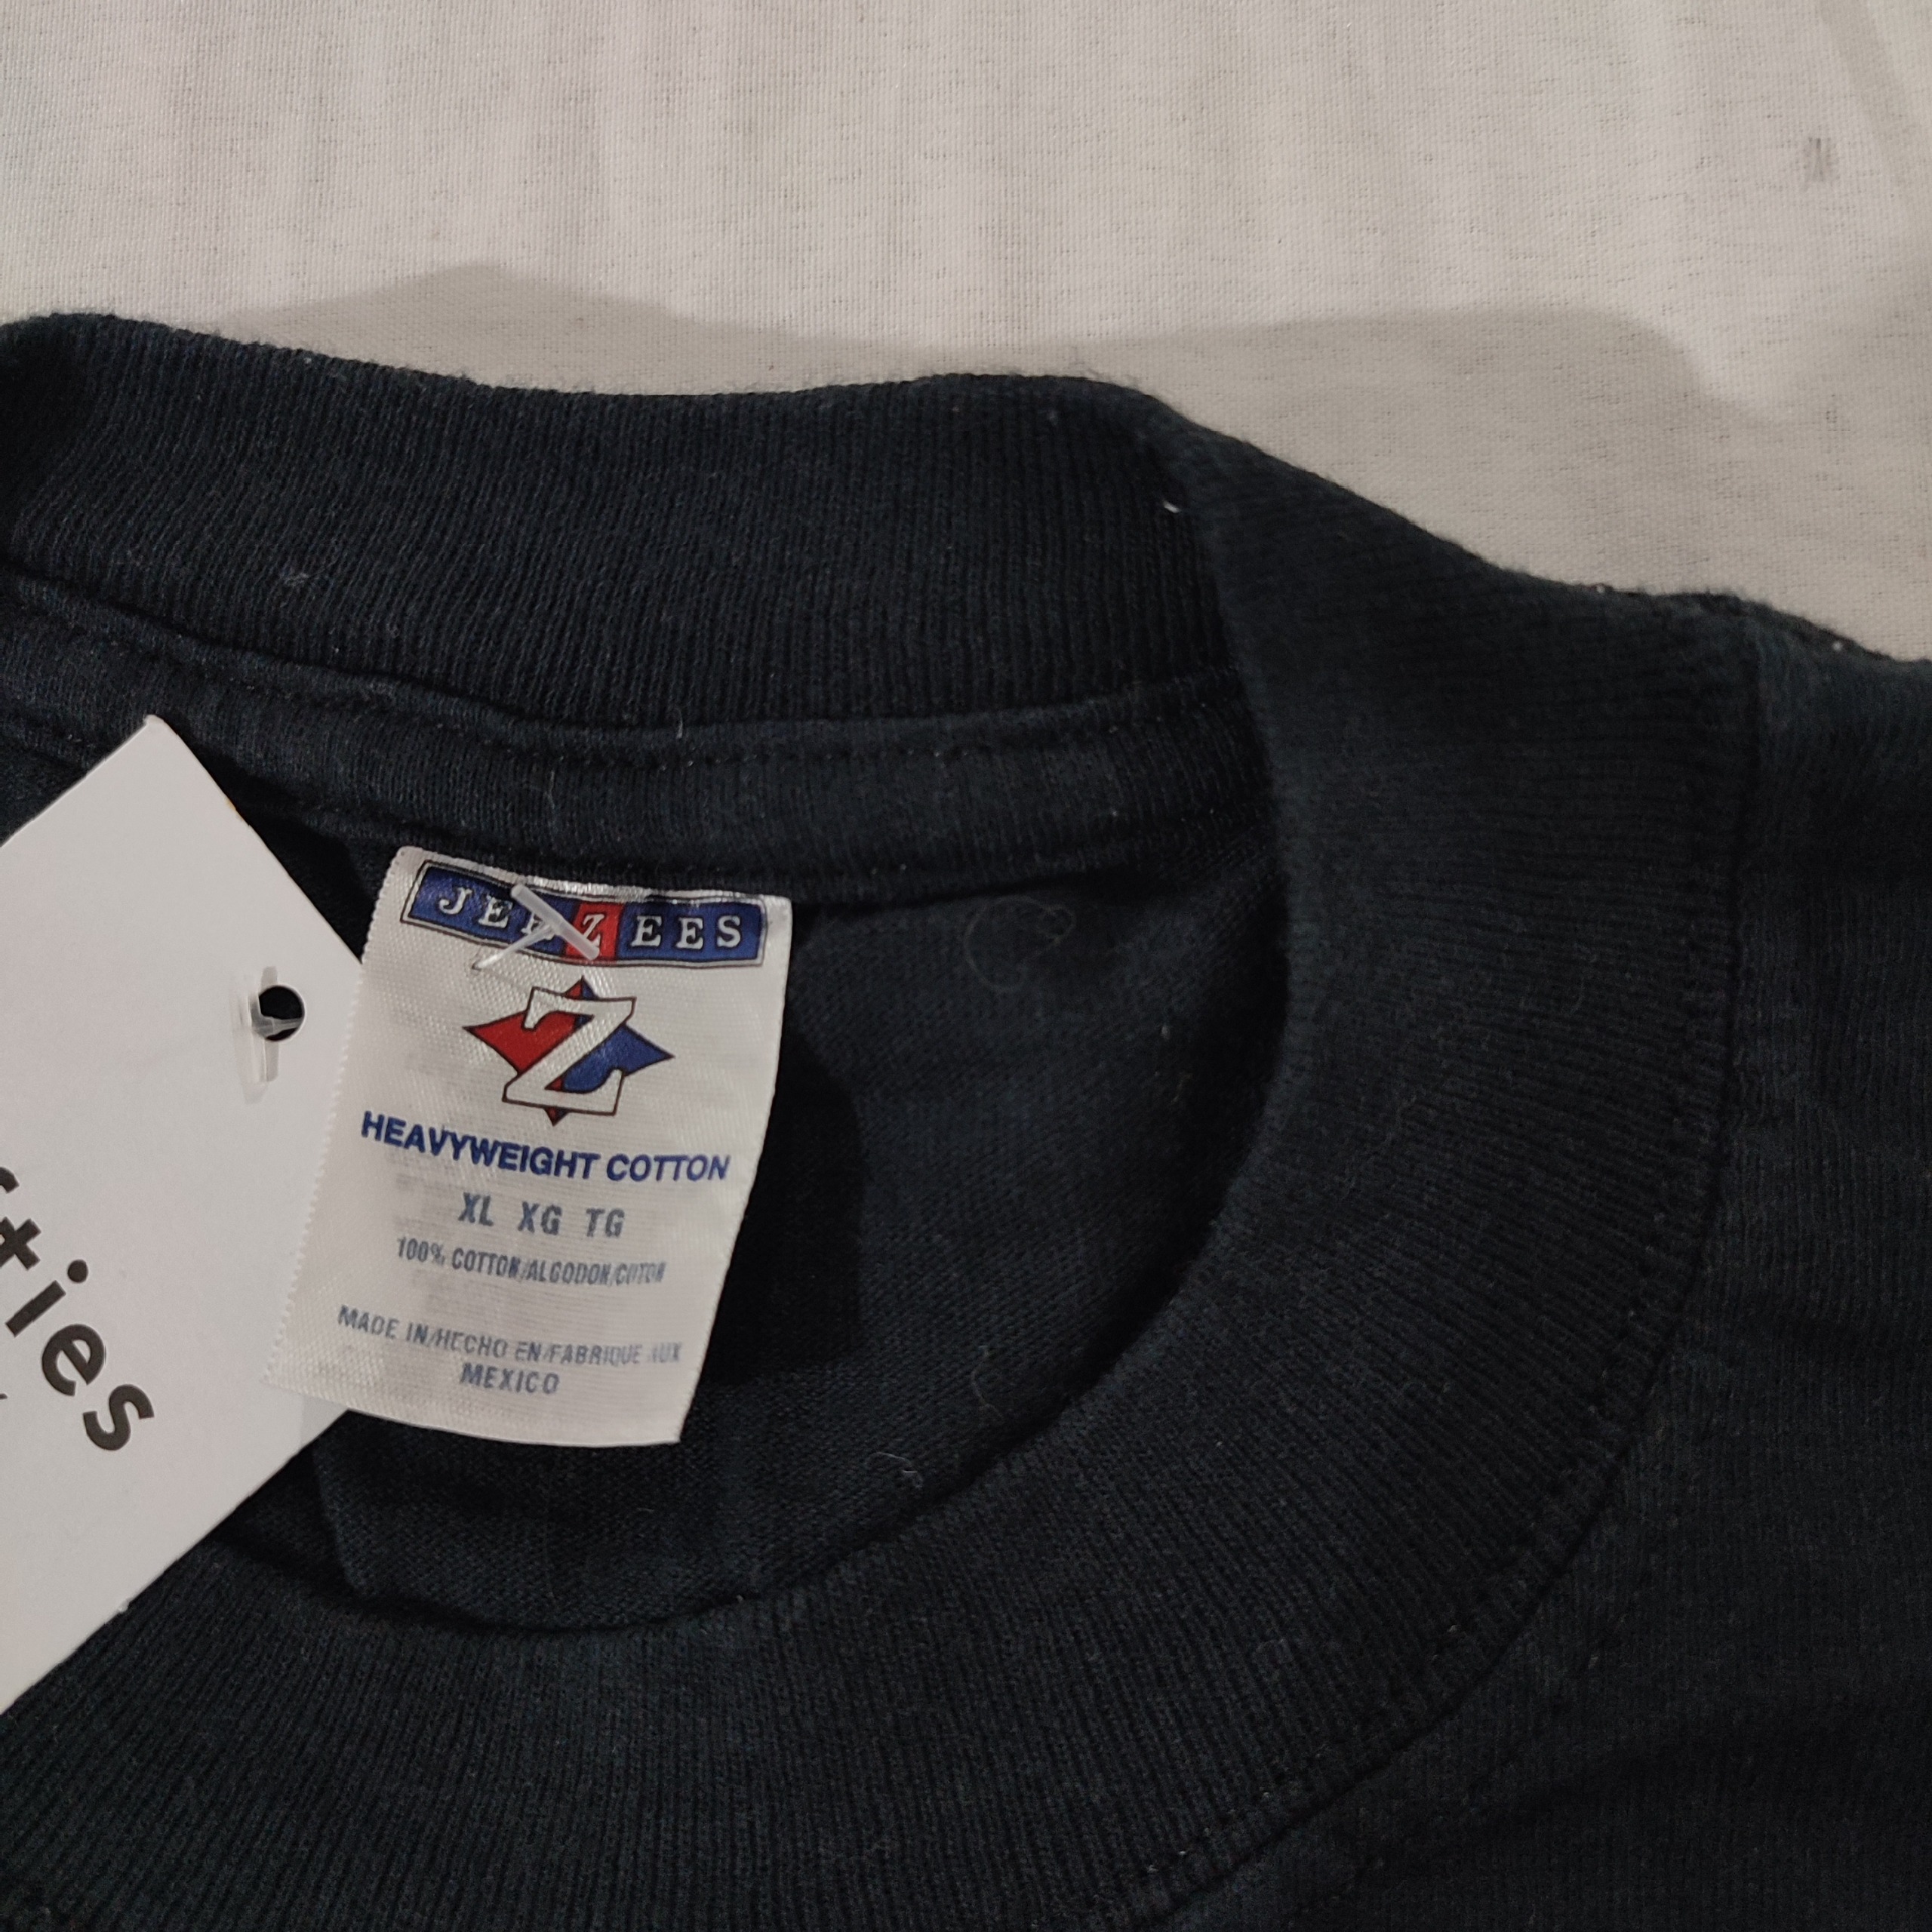 JERZEES
Z
HEAVYWEIGHT COTTON
XL XG TG
100% COTTON/ALGODON/COTON
MADE IN/HECHO EN/FABRIQUE AUX
MEXICO
ties